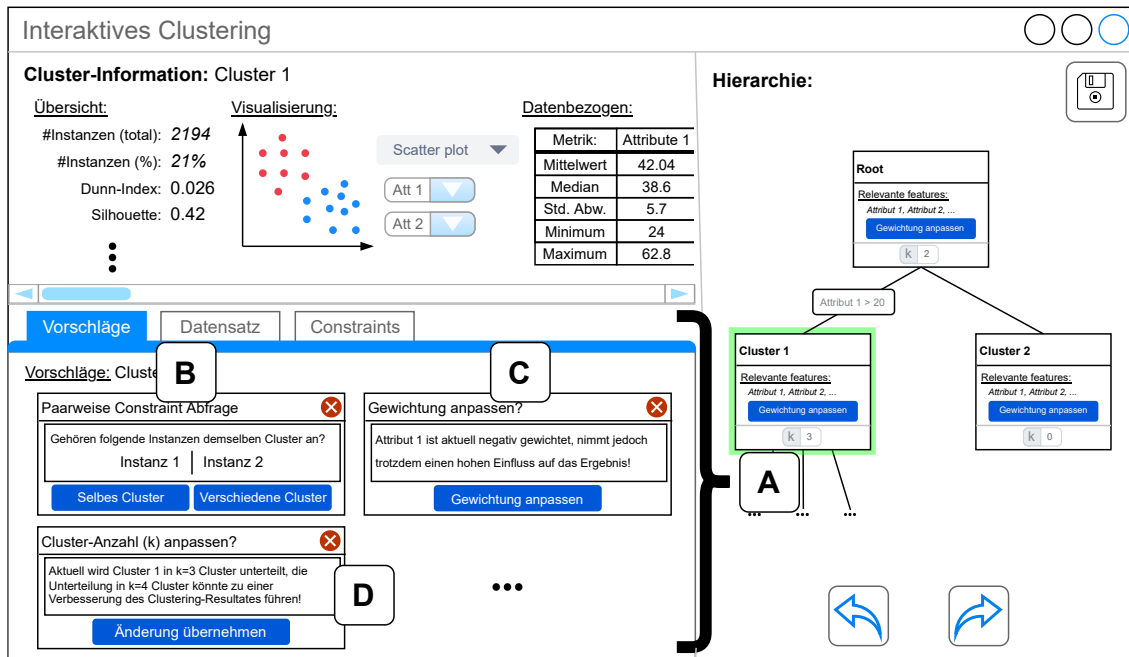 Interaktives Clustering
Cluster-Information: Cluster 1
Übersicht:
#Instanzen (total): 2194
#Instanzen (%): 21%
Dunn-Index: 0.026
Silhouette: 0.42
Visualisierung:
Scatter plot
Att 1
Att 2
Datenbezogen:
Metrik: Attribute 1
Mittelwert 42.04
Median 38.6
Std. Abw. 5.7
Minimum 24
Maximum 62.8
Vorschläge Datensatz Constraints
Vorschläge: Cluste
B
C
Paarweise Constraint Abfrage
Gehören folgende Instanzen demselben Cluster an?
Instanz 1 Instanz 2
Selbes Cluster Verschiedene Cluster
Gewichtung anpassen?
Attribut 1 ist aktuell negativ gewichtet, nimmt jedoch
trotzdem einen hohen Einfluss auf das Ergebnis!
Gewichtung anpassen
Cluster-Anzahl (k) anpassen?
Aktuell wird Cluster 1 in k=3 Cluster unterteilt, die
Unterteilung in k=4 Cluster könnte zu einer
Verbesserung des Clustering-Resultates führen!
Änderung übernehmen
D
...
A
Hierarchie:
Root
Relevante features:
Attribut 1, Attribut 2, ...
Gewichtung anpassen
k 2
Attribut 1 > 20
Cluster 1
Relevante features:
Attribut 1, Attribut 2, ...
Gewichtung anpassen
k 3
... ... ...
Cluster 2
Relevante features:
Attribut 1, Attribut 2, ...
Gewichtung anpassen
k 0